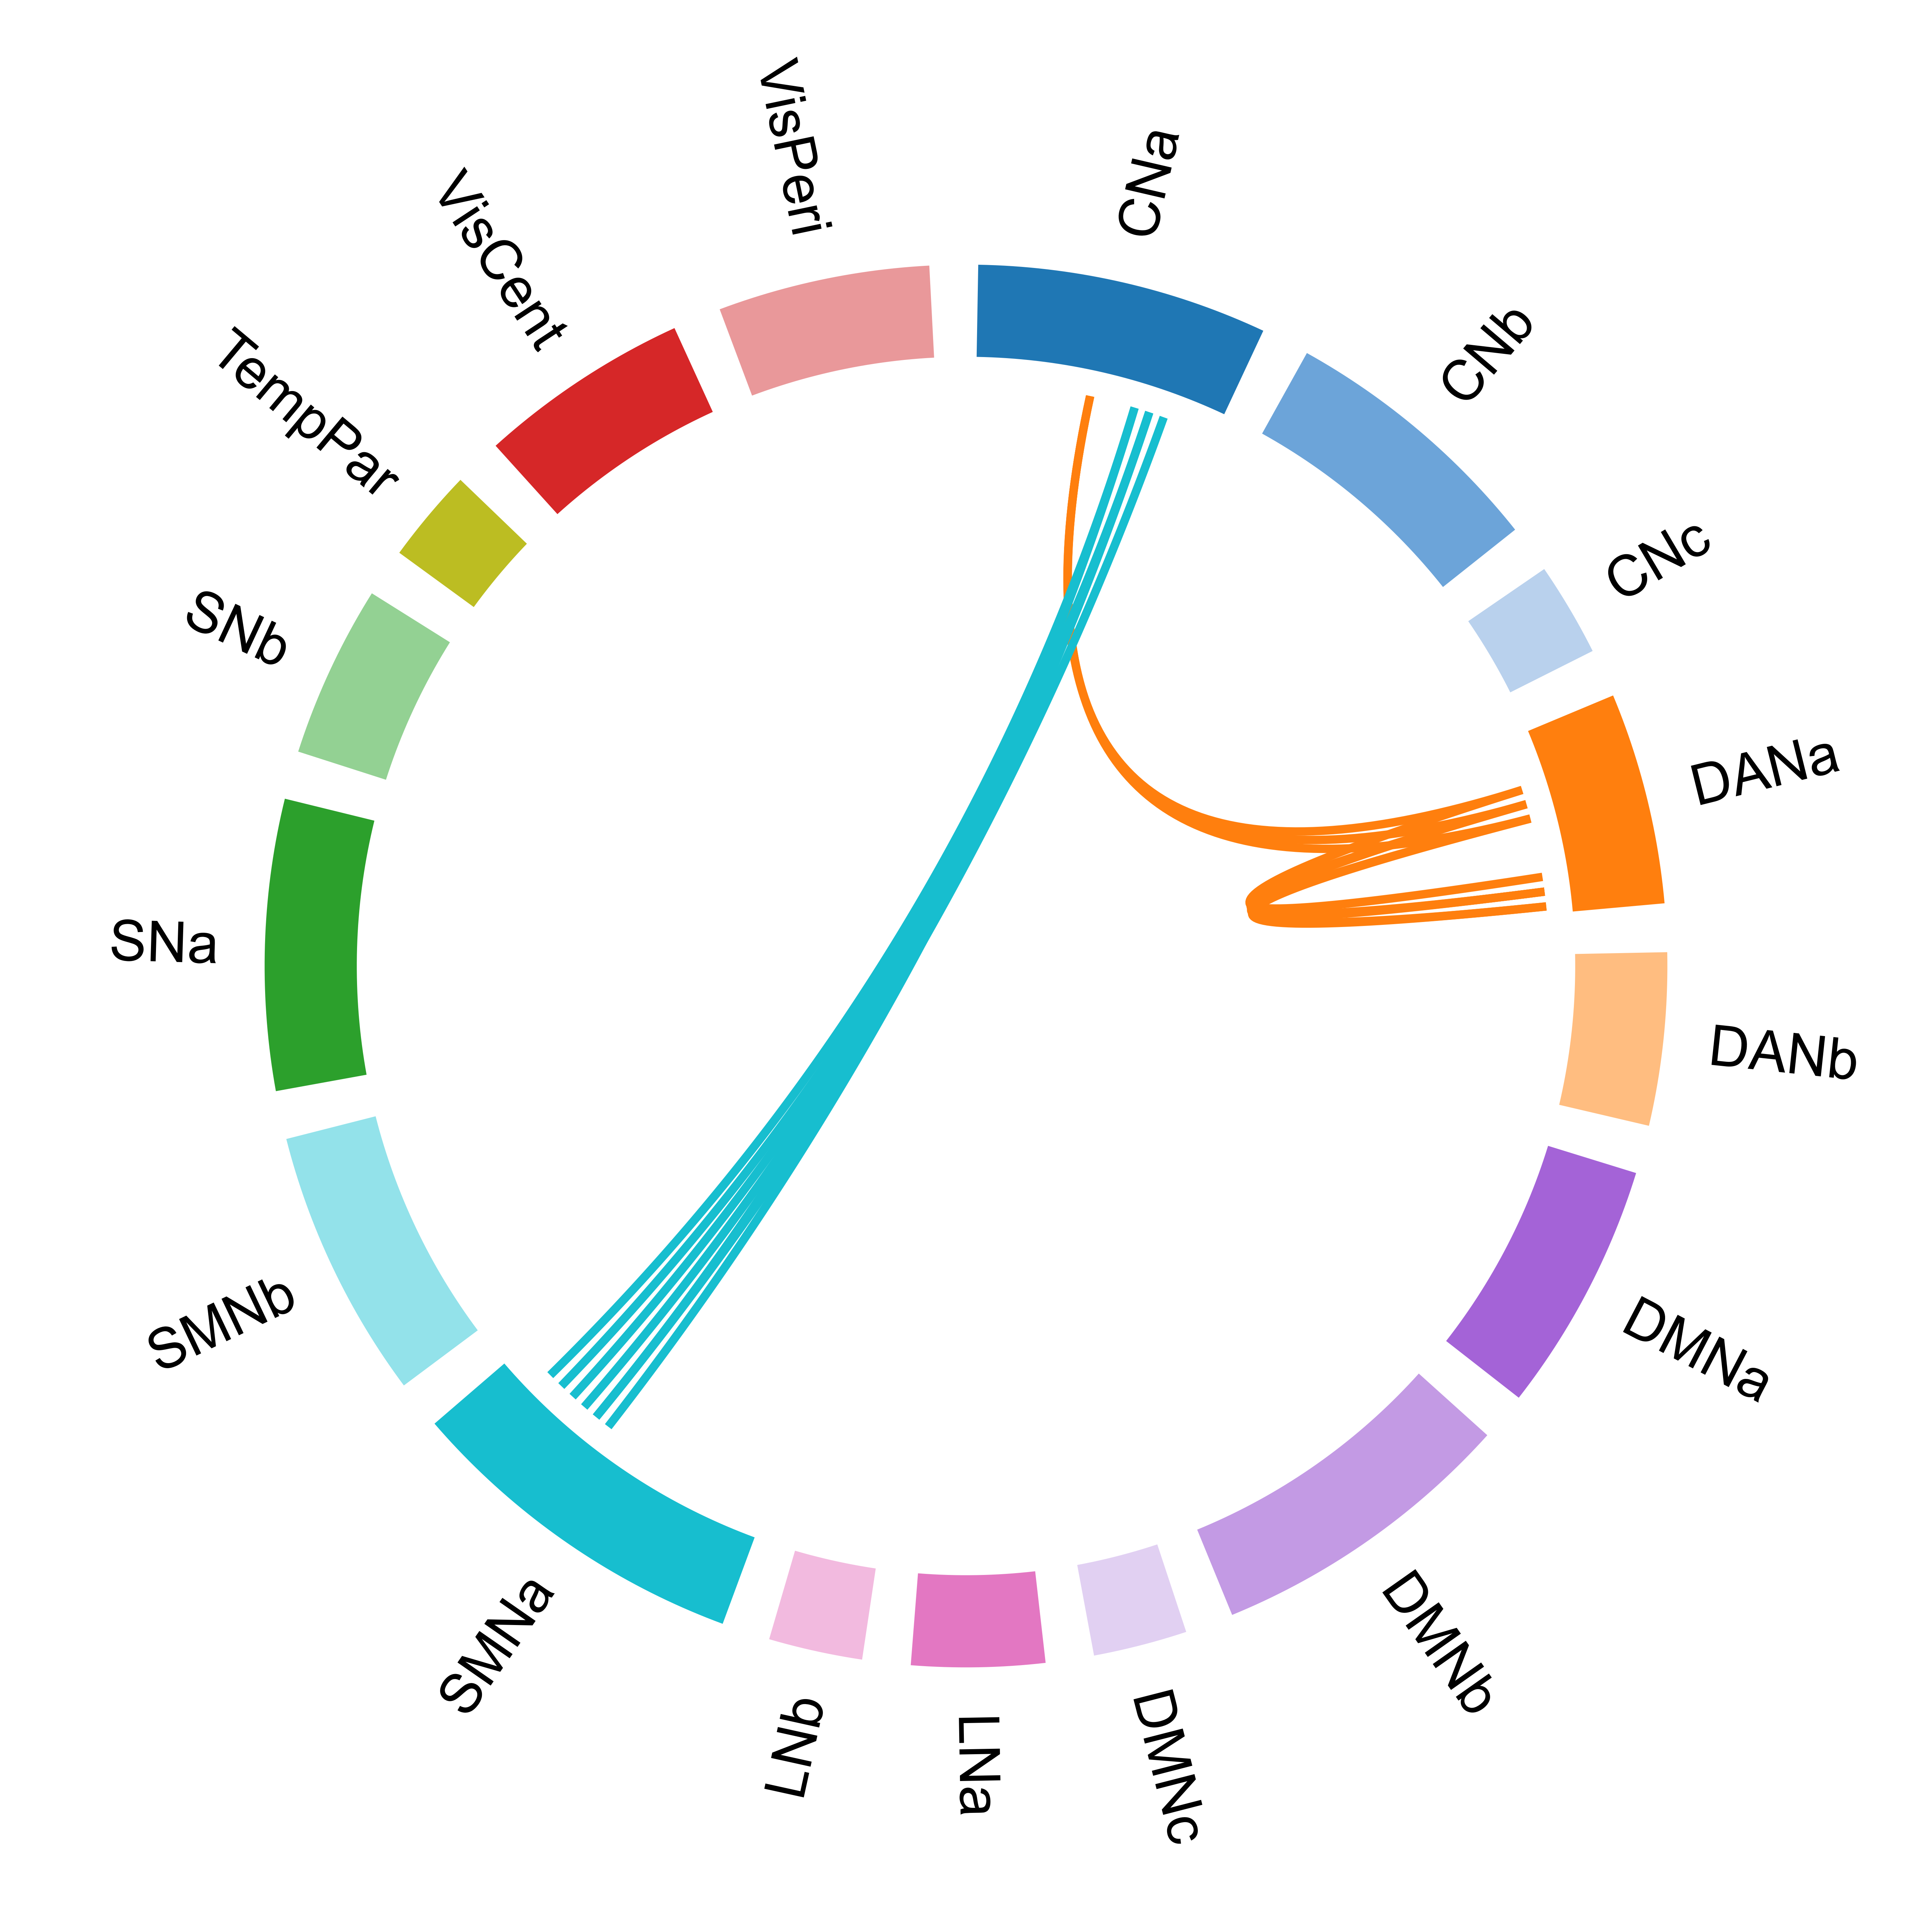 CNa
CNb
CNc
DANa
DANb
DMNa
DMNb
DMNc
LNa
LNb
SMNa
SMNb
SNa
SNb
TempPar
VisCent
VisPeri